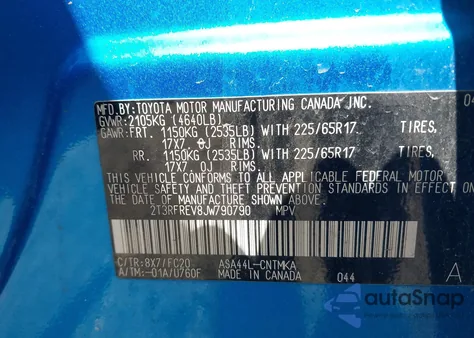 MFD.BY:TOYOTA MOTOR MANUFACTURING CANADA INC.
GVWR:2105KG (4640LB)
GAWR:FRT. 1150KG (2535LB) WITH 225/65R17 TIRES,
17X7 0J RIMS.
RR. 1150KG (2535LB) WITH 225/65R17 TIRES,
17X7 0J RIMS.
THIS VEHICLE CONFORMS TO ALL APPLICABLE FEDERAL MOTOR
VEHICLE SAFETY AND BUMPER STANDARDS IN EFFECT ON
THE DATE OF MANUFACTURE SHOWN ABOVE.
2T3RFREV8JW790790 MPV
C/TR:8X7/FC20 ASA44L-CNTMKA
A/TM:-01A/U760F MADE IN CANADA 044
04
autoSnap